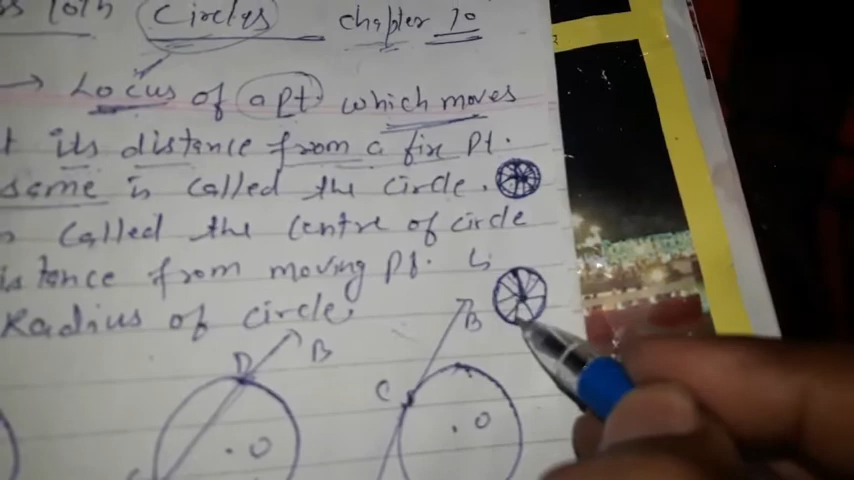 10th Circles chapter 10
→ Locus of a pt. which moves
its distance from a fix pt.
same is called the circle.
called the centre of circle
istance from moving pt. is
Radius of circle.
D B
B
C
O
O